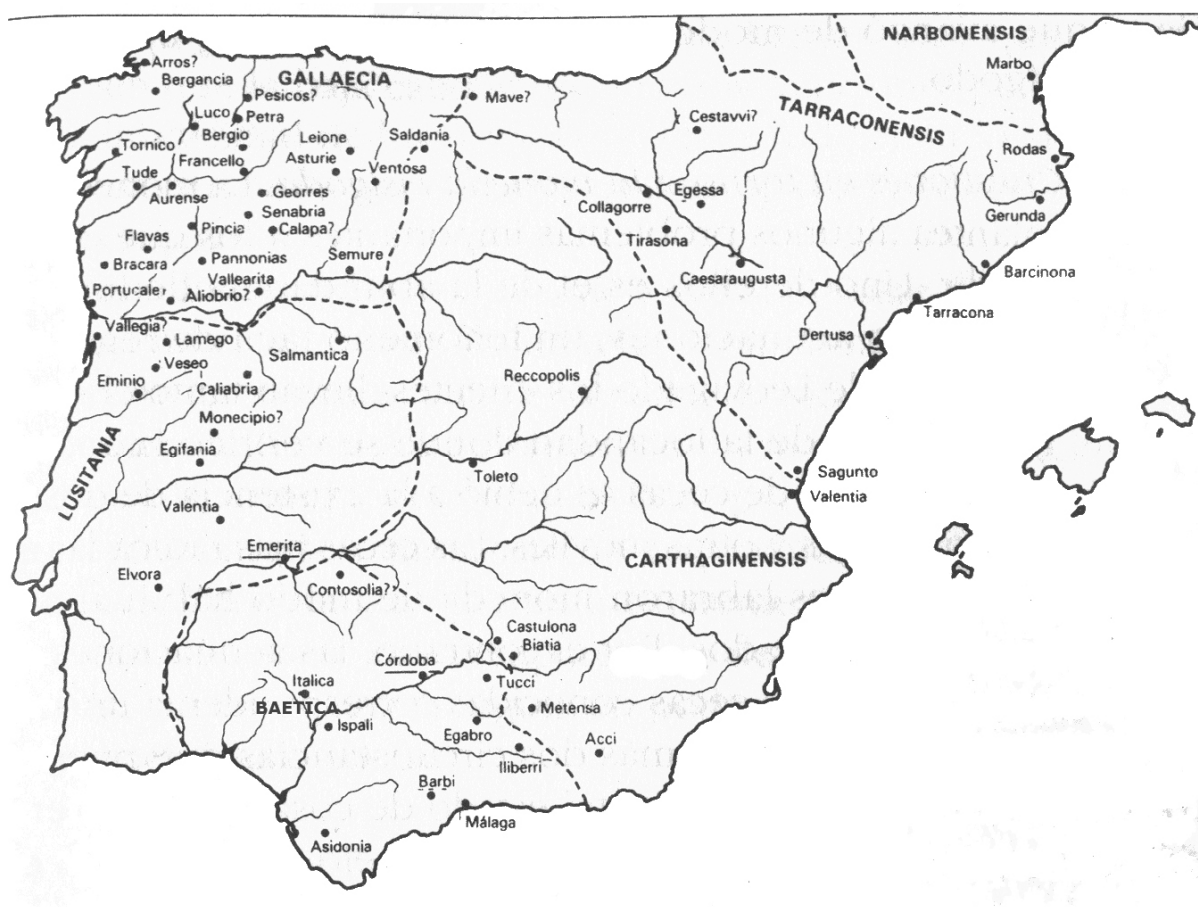 NARBONENSIS
Marbo
Arros?
Bergancia
GALLAECIA
Pesicos?
Mave?
TARRACONENSIS
Luco
Petra
Bergio
Cestavvi?
Leione
Saldania
Tornico
Asturie
Francello
Ventosa
Rodas
Tude
Aurense
Georres
Egessa
Collagorre
Gerunda
Senabria
Pincia
Calapa?
Tirasona
Flavas
Bracara
Pannonias
Semure
Caesaraugusta
Barcinona
Vallearita
Portucale
Aliobrio?
Tarracona
Vallegia?
Lamego
Salmantica
Dertusa
Veseo
Eminio
Caliabria
Reccopolis
Monecipio?
LUSITANIA
Egifania
Toleto
Sagunto
Valentia
Valentia
Emerita
CARTHAGINENSIS
Elvora
Contosolia?
Castulona
Biatia
Córdoba
Italica
Tucci
BAETICA
Metensa
Ispali
Egabro
Acci
Iliberri
Barbi
Málaga
Asidonia